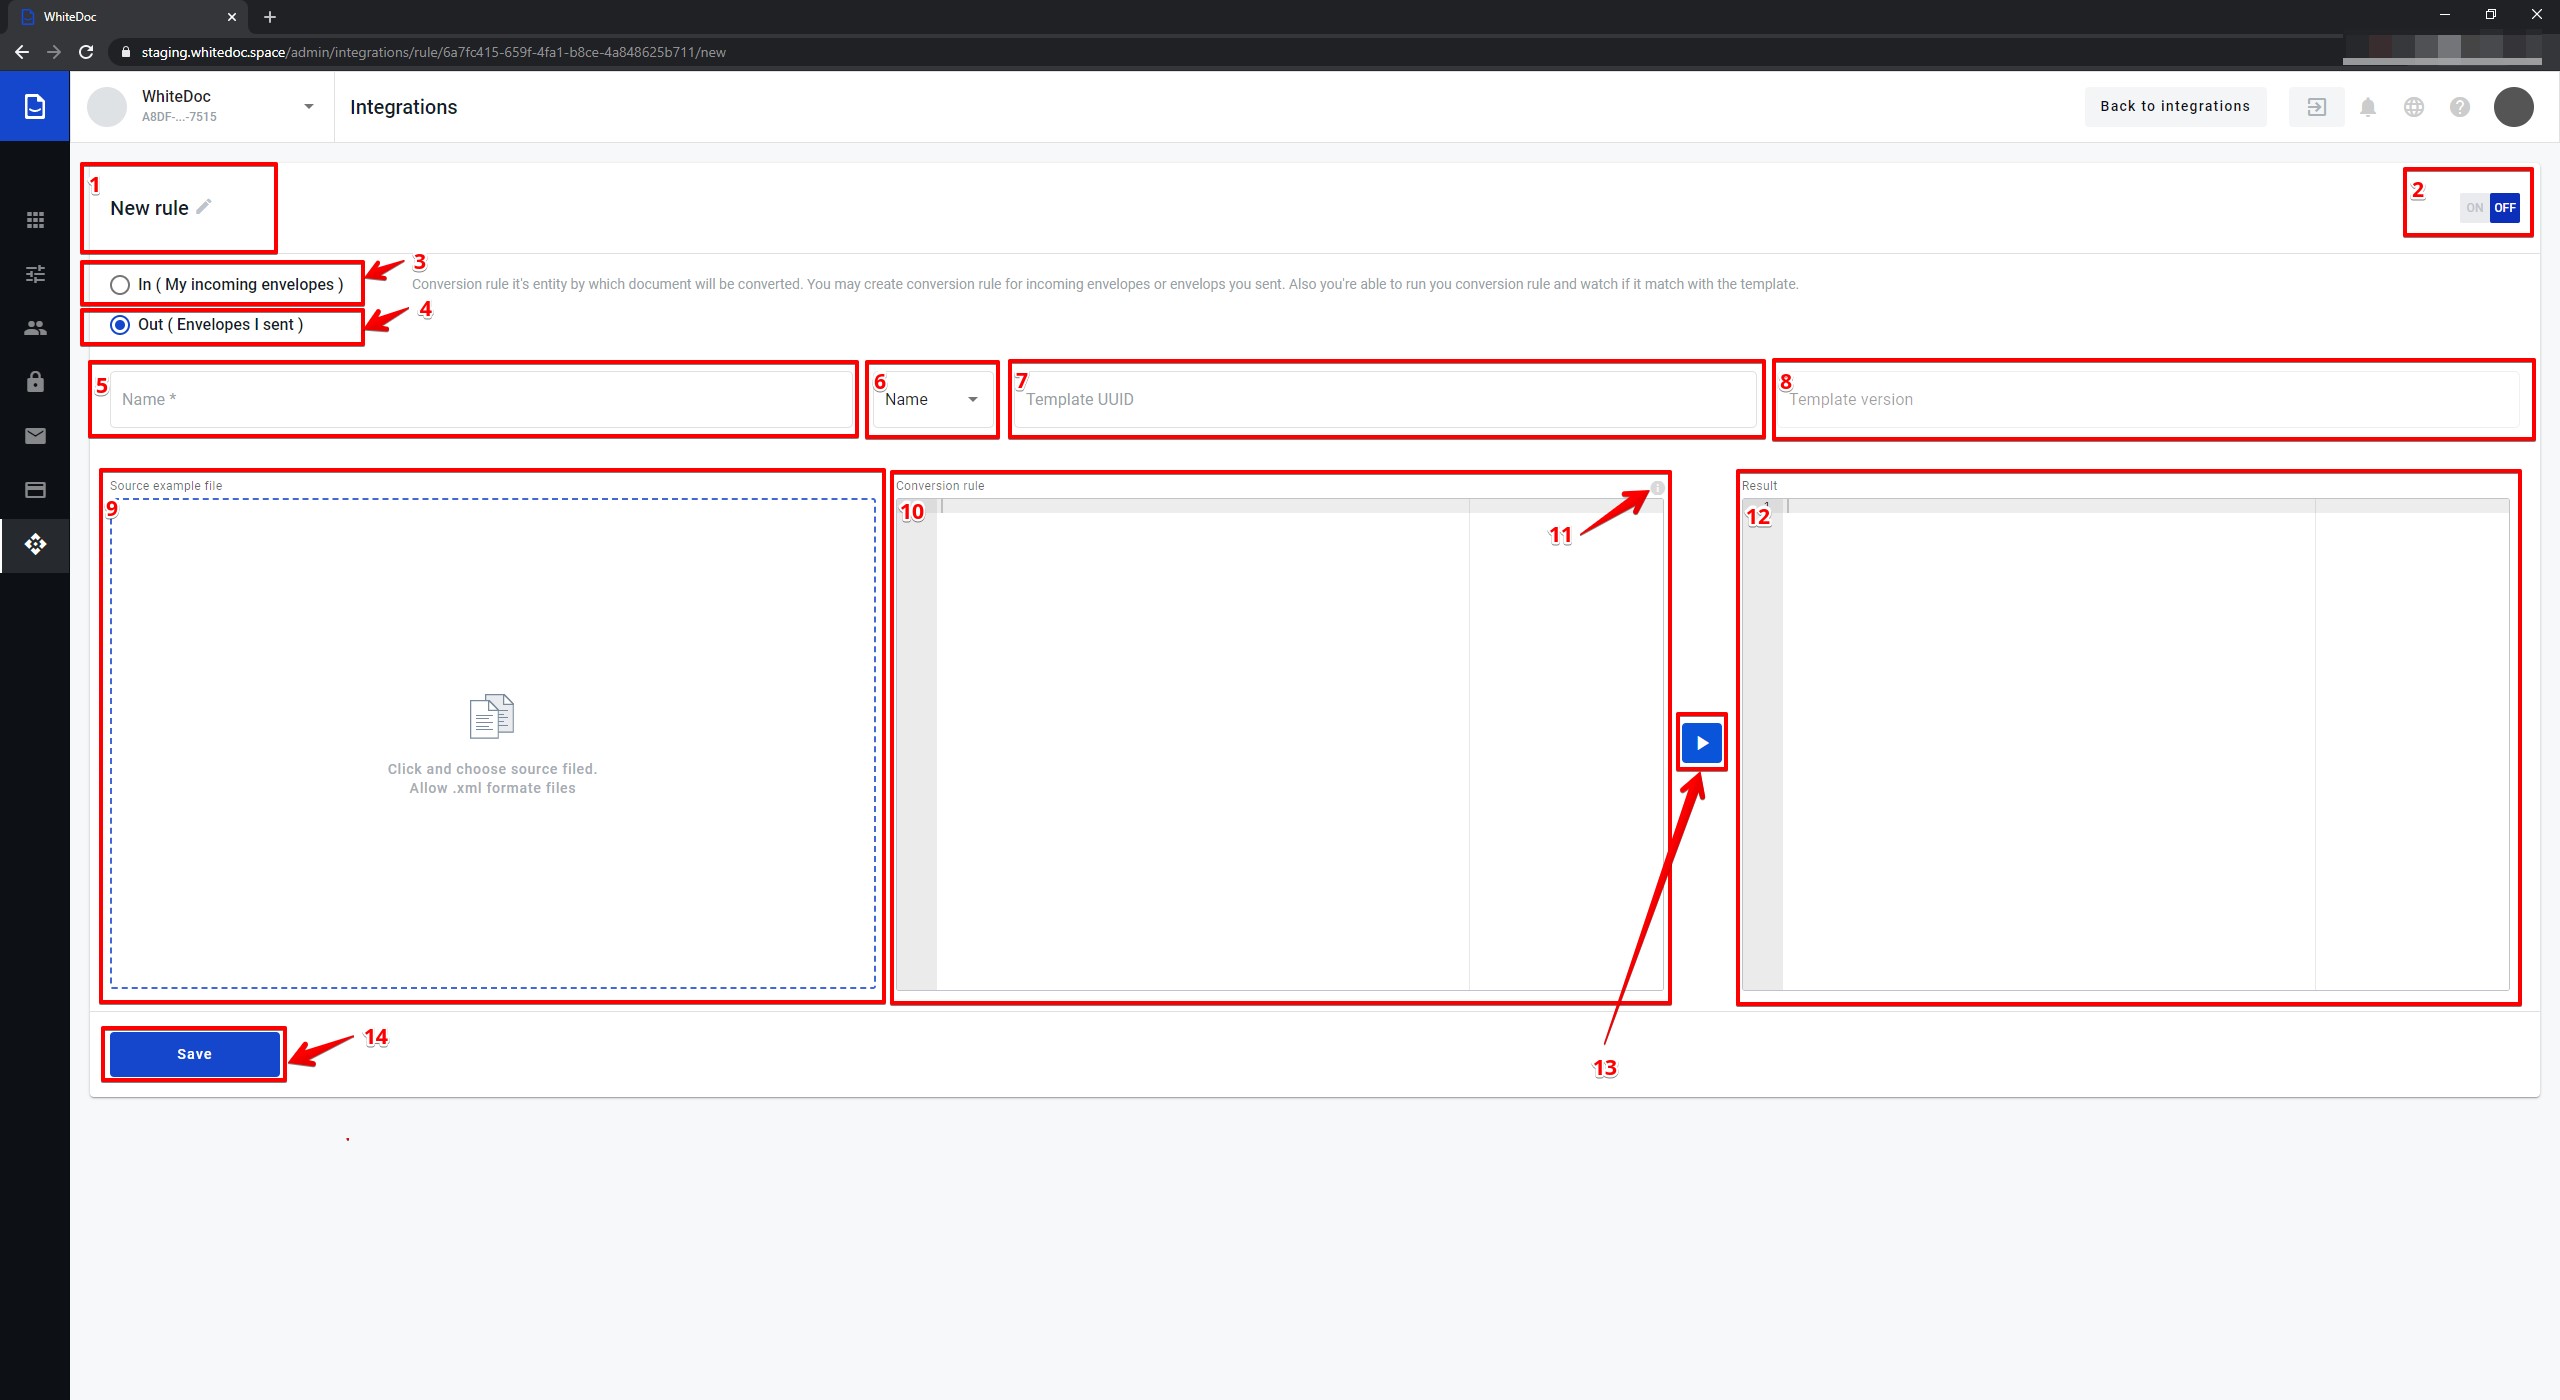 WhiteDoc
staging.whitedoc.space/admin/integrations/rule/6a7fc415-659f-4fa1-b8ce-4a848625b711/new
WhiteDoc
A8DF-...-7515
Integrations
Back to integrations
1
New rule
2
ON OFF
In ( My incoming envelopes )
3
Conversion rule it's entity by which document will be converted. You may create conversion rule for incoming envelopes or envelops you sent. Also you're able to run you conversion rule and watch if it match with the template.
Out ( Envelopes I sent )
4
5
Name *
6
Name
7
Template UUID
8
Template version
Source example file
9
Click and choose source filed.
Allow .xml formate files
Conversion rule
10
11
Result
1
12
13
Save
14